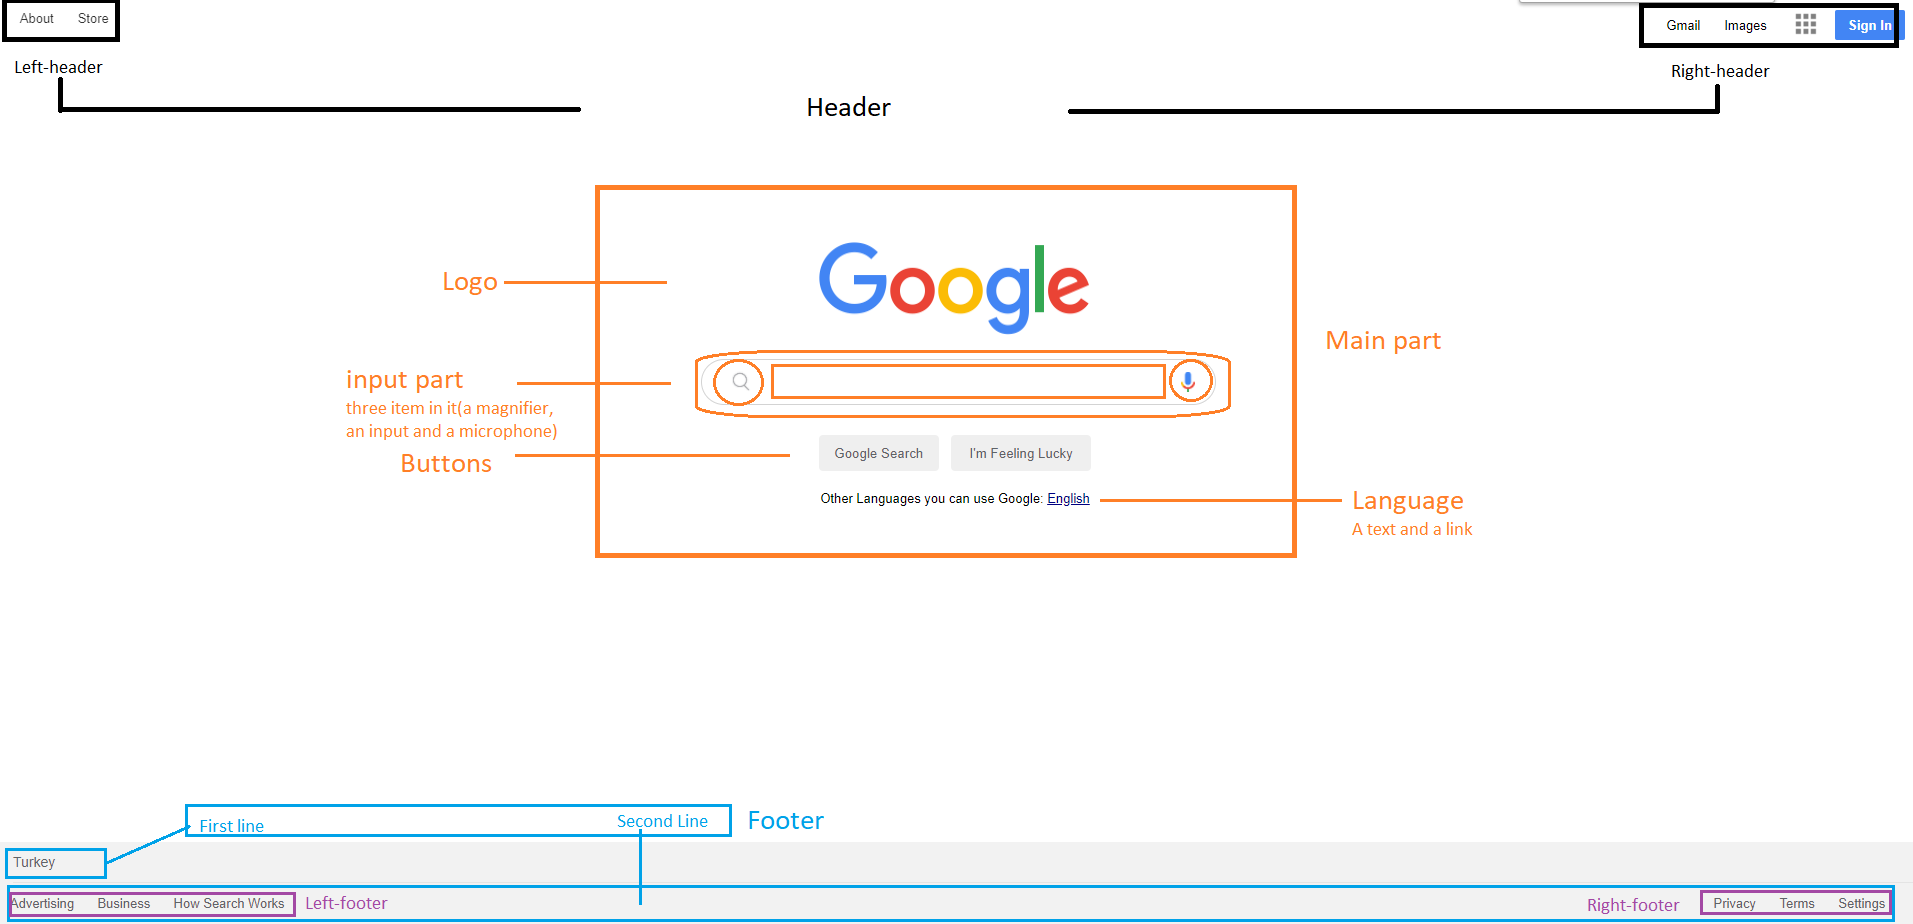 About Store
Gmail Images Sign In
Left-header
Right-header
Header
Logo
Google
Main part
input part
three item in it(a magnifier,
an input and a microphone)
Buttons
Google Search I'm Feeling Lucky
Other Languages you can use Google: English
Language
A text and a link
First line Second Line Footer
Turkey
Advertising Business How Search Works Left-footer Right-footer Privacy Terms Settings